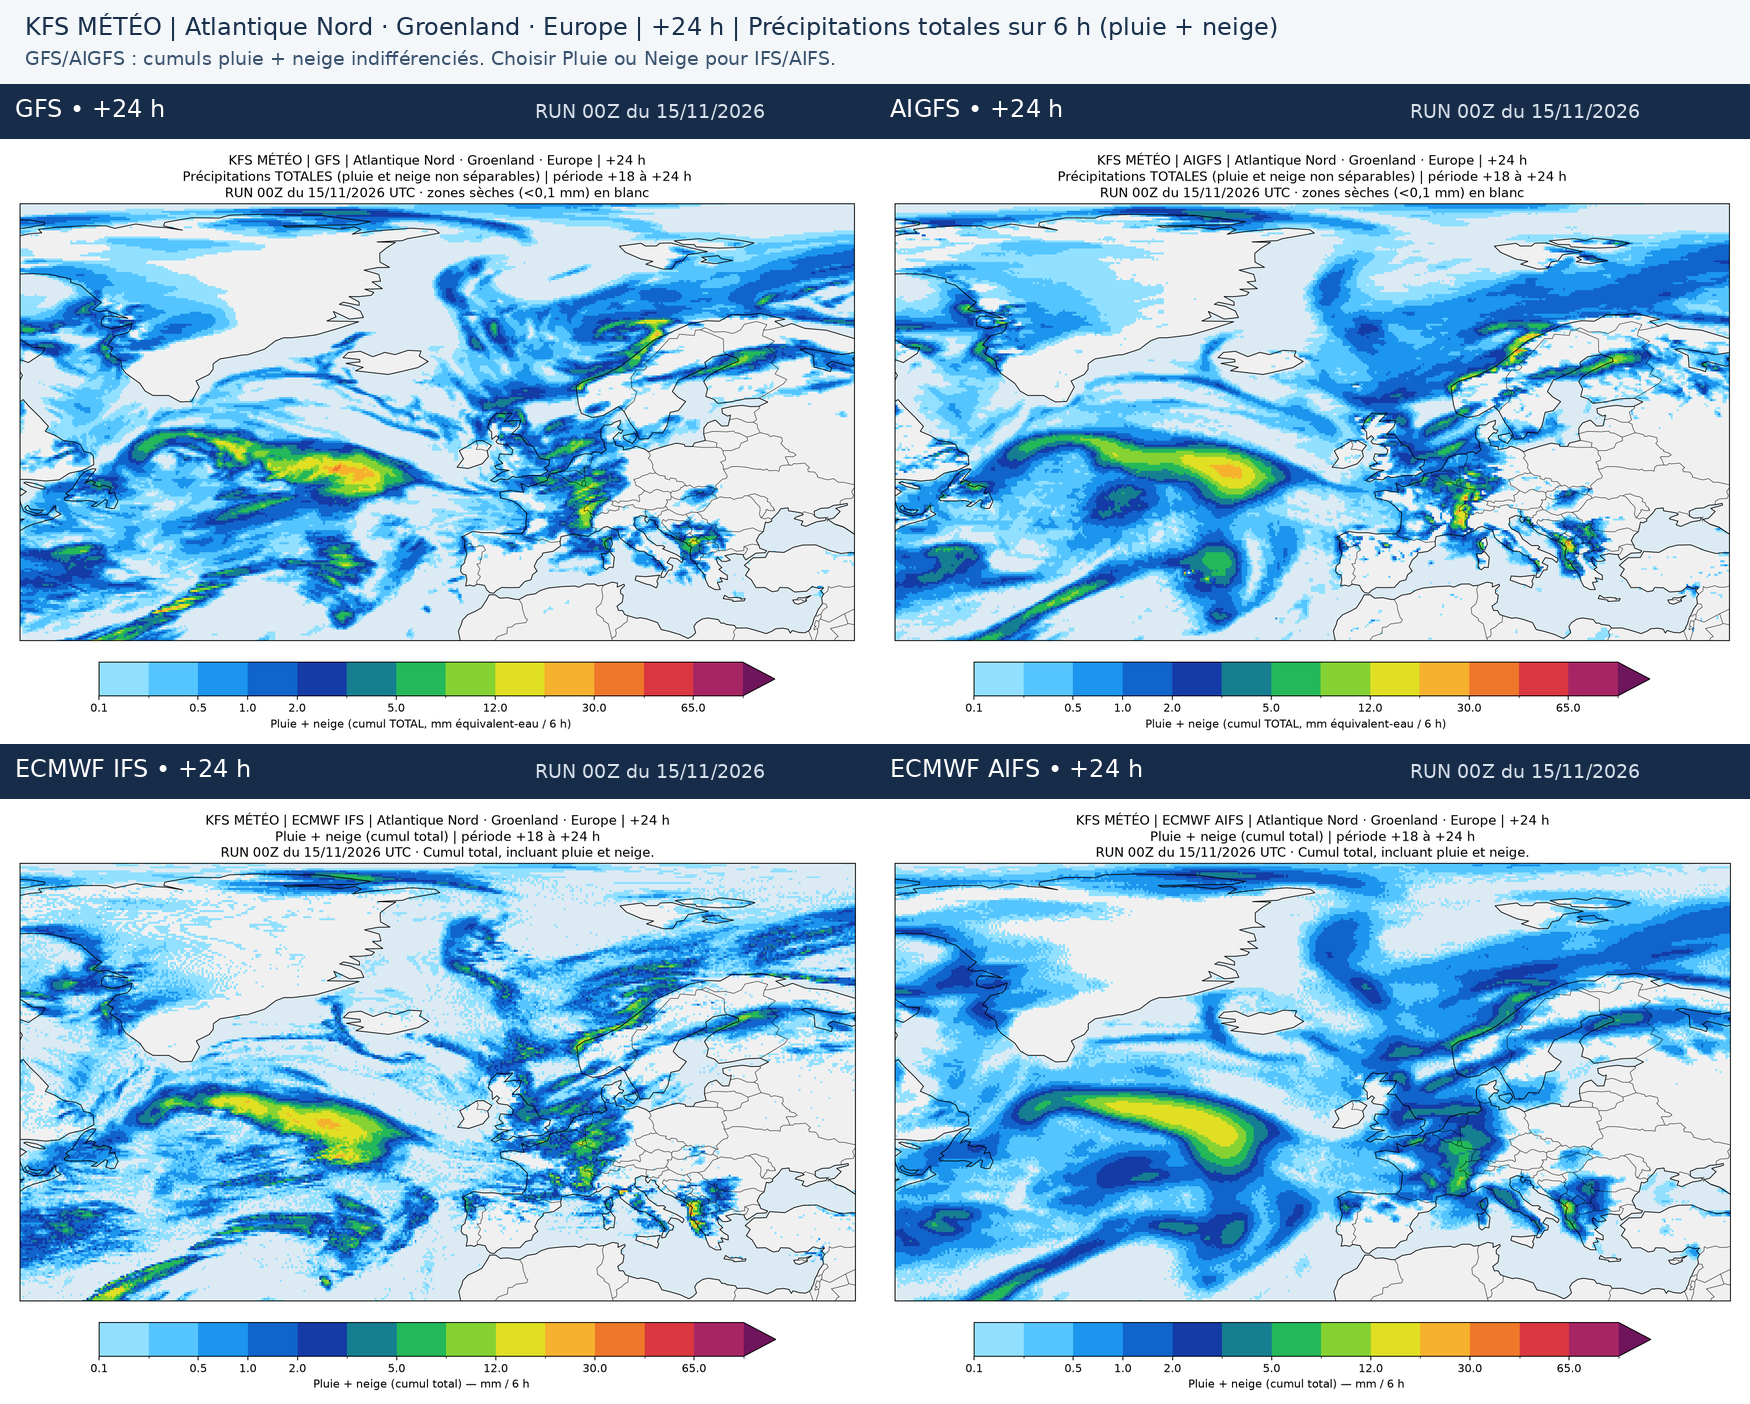 KFS MÉTÉO | Atlantique Nord · Groenland · Europe | +24 h | Précipitations totales sur 6 h (pluie + neige)
GFS/AIGFS : cumuls pluie + neige indifférenciés. Choisir Pluie ou Neige pour IFS/AIFS.
GFS • +24 h
RUN 00Z du 15/11/2026
AIGFS • +24 h
RUN 00Z du 15/11/2026
KFS MÉTÉO | GFS | Atlantique Nord · Groenland · Europe | +24 h
Précipitations TOTALES (pluie et neige non séparables) | période +18 à +24 h
RUN 00Z du 15/11/2026 UTC · zones sèches (<0,1 mm) en blanc
KFS MÉTÉO | AIGFS | Atlantique Nord · Groenland · Europe | +24 h
Précipitations TOTALES (pluie et neige non séparables) | période +18 à +24 h
RUN 00Z du 15/11/2026 UTC · zones sèches (<0,1 mm) en blanc
0.1 0.5 1.0 2.0 5.0 12.0 30.0 65.0
Pluie + neige (cumul TOTAL, mm équivalent-eau / 6 h)
0.1 0.5 1.0 2.0 5.0 12.0 30.0 65.0
Pluie + neige (cumul TOTAL, mm équivalent-eau / 6 h)
ECMWF IFS • +24 h
RUN 00Z du 15/11/2026
ECMWF AIFS • +24 h
RUN 00Z du 15/11/2026
KFS MÉTÉO | ECMWF IFS | Atlantique Nord · Groenland · Europe | +24 h
Pluie + neige (cumul total) | période +18 à +24 h
RUN 00Z du 15/11/2026 UTC · Cumul total, incluant pluie et neige.
KFS MÉTÉO | ECMWF AIFS | Atlantique Nord · Groenland · Europe | +24 h
Pluie + neige (cumul total) | période +18 à +24 h
RUN 00Z du 15/11/2026 UTC · Cumul total, incluant pluie et neige.
0.1 0.5 1.0 2.0 5.0 12.0 30.0 65.0
Pluie + neige (cumul total) — mm / 6 h
0.1 0.5 1.0 2.0 5.0 12.0 30.0 65.0
Pluie + neige (cumul total) — mm / 6 h